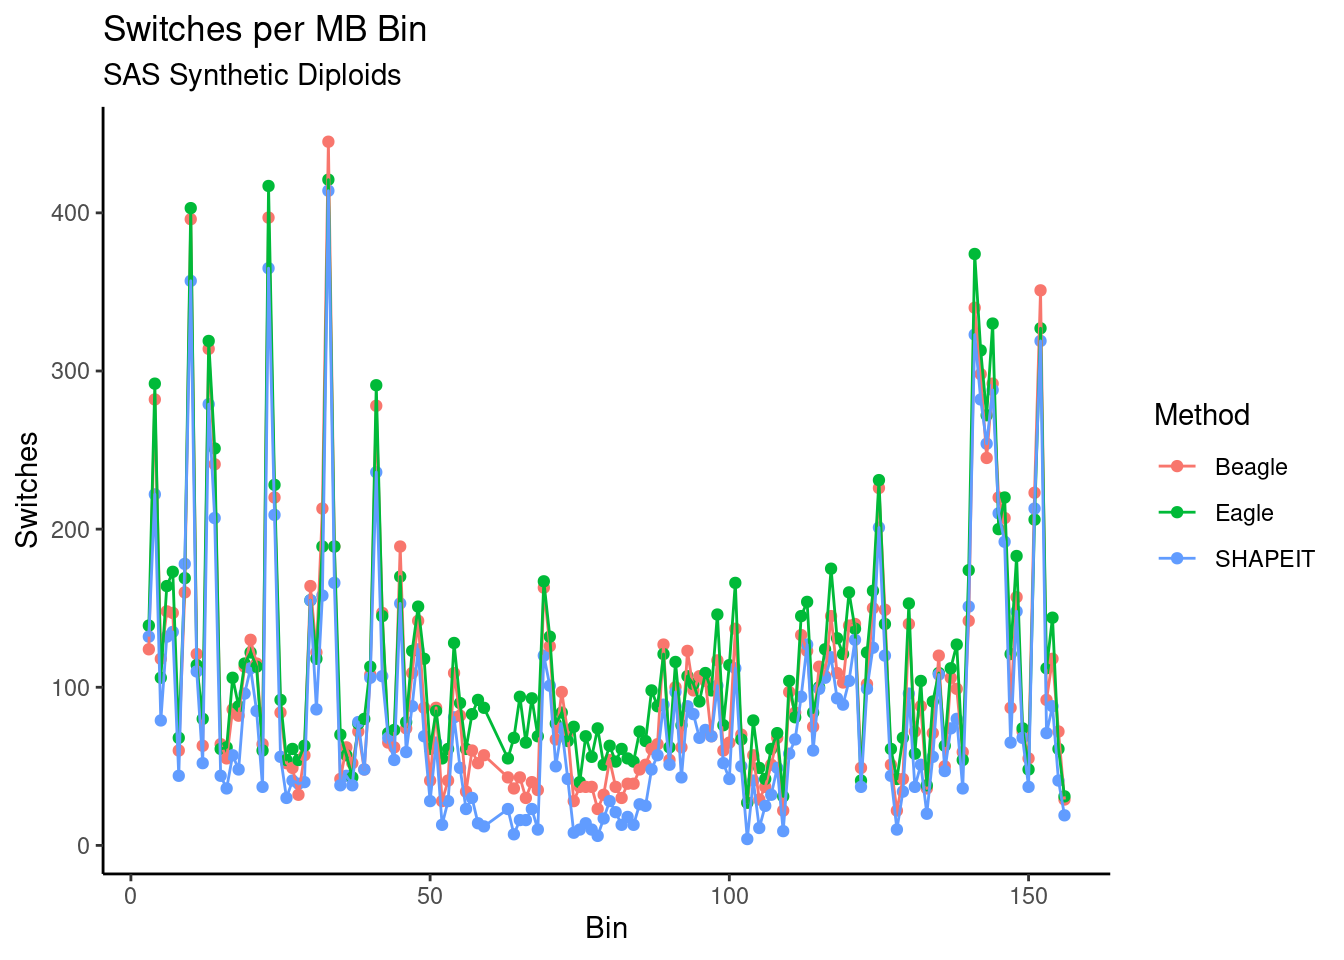 Switches per MB Bin
SAS Synthetic Diploids
400
300
200
100
0
Switches
0 50 100 150
Bin
Method
Beagle
Eagle
SHAPEIT